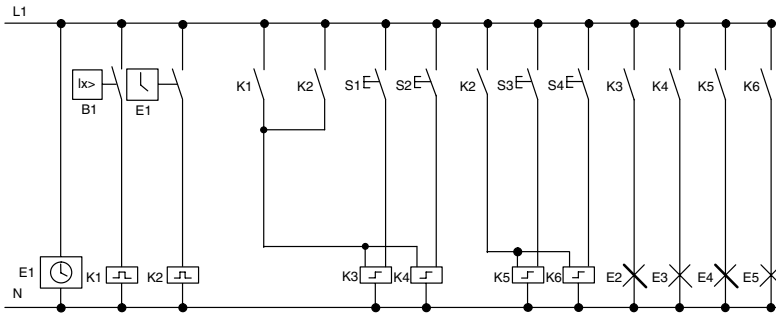 L1
K1 K2 S1 S2 K2 S3 S4 K3 K4 K5 K6
lx>
B1 E1
E1 K1 K2 K3 K4 K5 K6 E2 E3 E4 E5
N